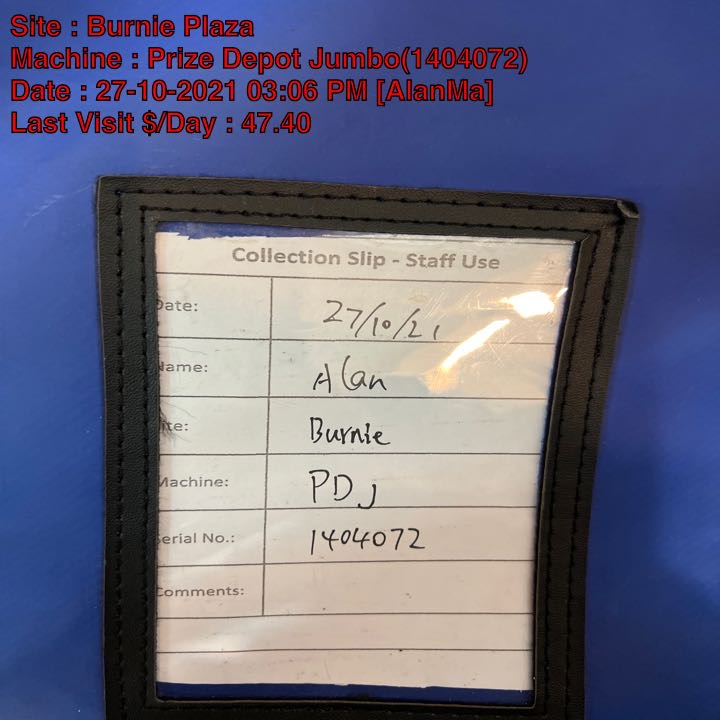 Site : Burnie Plaza
Machine : Prize Depot Jumbo(1404072)
Date : 27-10-2021 03:06 PM [AlanMa]
Last Visit $/Day : 47.40
Collection Slip - Staff Use
Date: 27/10/21
Name: Alan
Site: Burnie
Machine: PDJ
Serial No.: 1404072
Comments: